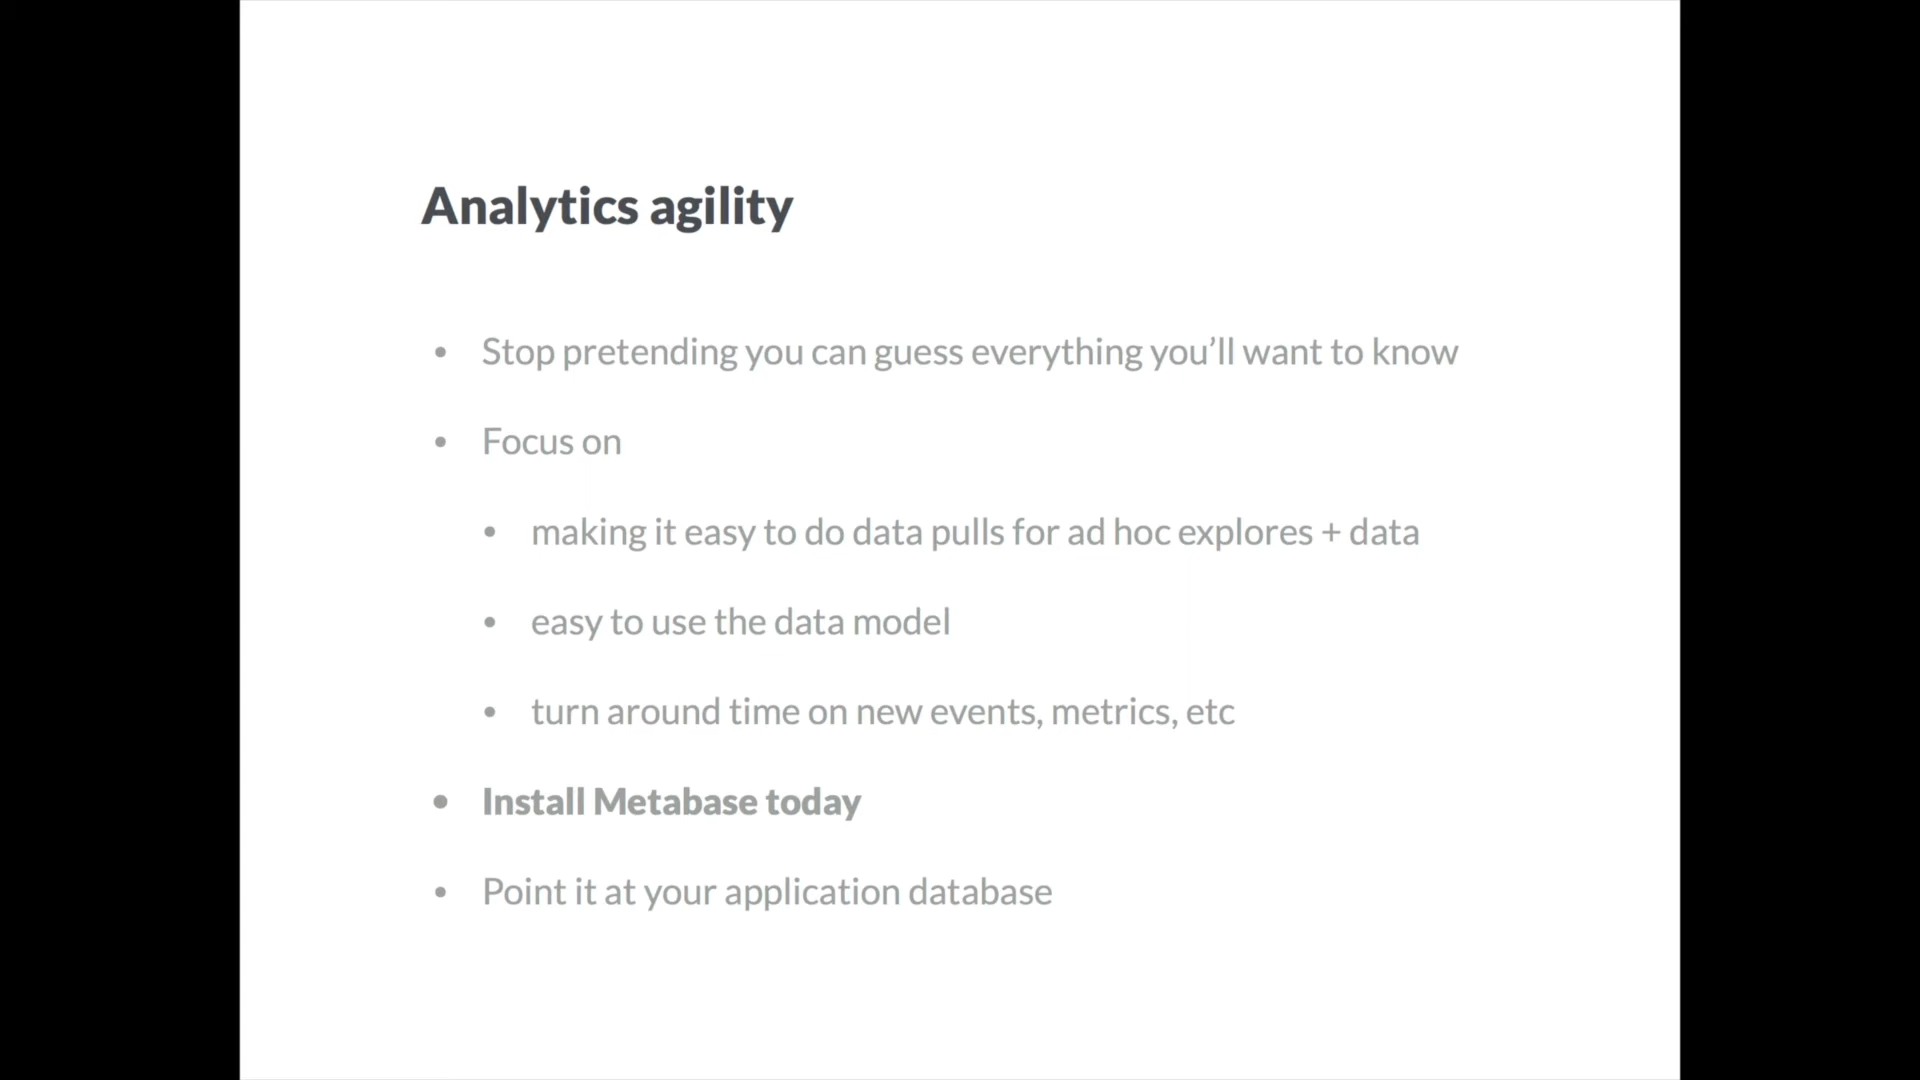 Analytics agility
• Stop pretending you can guess everything you’ll want to know
• Focus on
• making it easy to do data pulls for ad hoc explores + data
• easy to use the data model
• turn around time on new events, metrics, etc
• Install Metabase today
• Point it at your application database